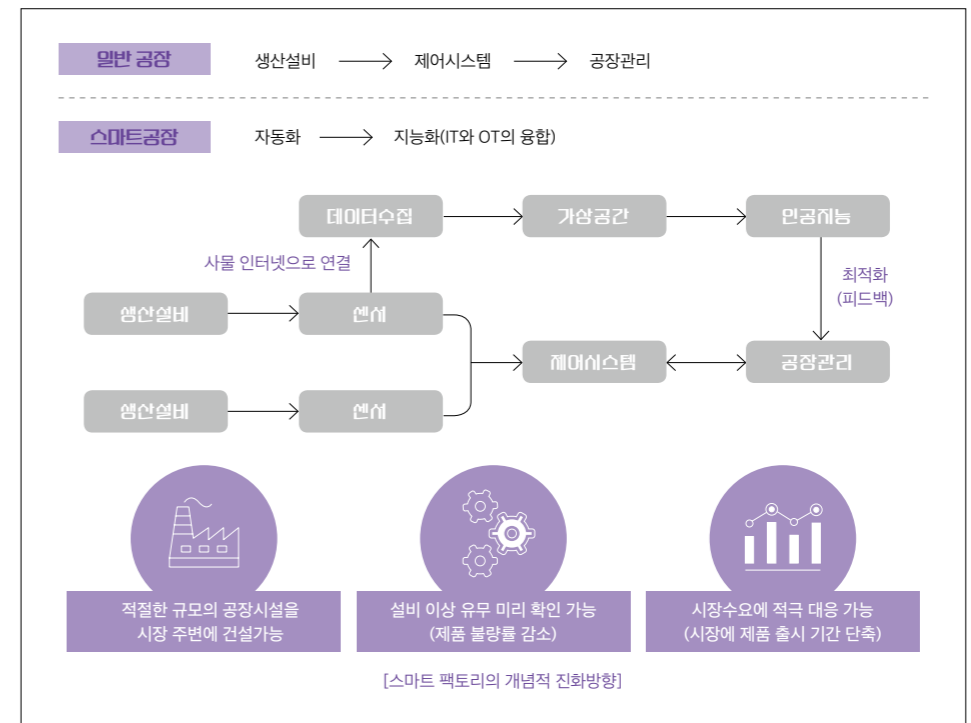 일반 공장
생산설비 → 제어시스템 → 공장관리
스마트공장
자동화 → 지능화(IT와 OT의 융합)
데이터수집
가상공간
인공지능
사물 인터넷으로 연결
최적화
(피드백)
생산설비
센서
제어시스템
공장관리
생산설비
센서
적절한 규모의 공장시설을
시장 주변에 건설가능
설비 이상 유무 미리 확인 가능
(제품 불량률 감소)
시장수요에 적극 대응 가능
(시장에 제품 출시 기간 단축)
[스마트 팩토리의 개념적 진화방향]